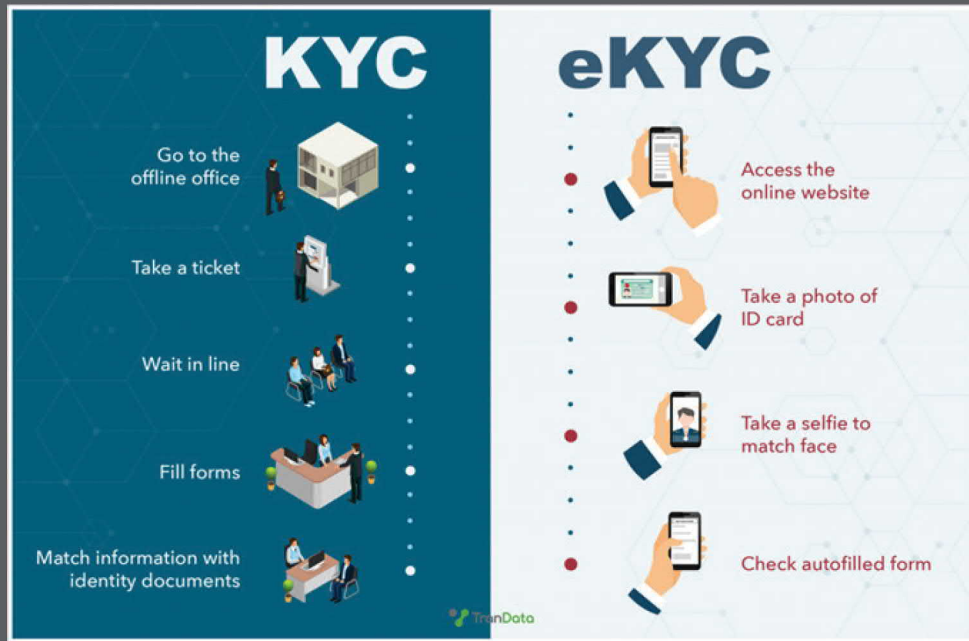 KYC
Go to the
offline office
Take a ticket
Wait in line
Fill forms
Match information with
identity documents
eKYC
Access the
online website
Take a photo of
ID card
Take a selfie to
match face
Check autofilled form
TranData